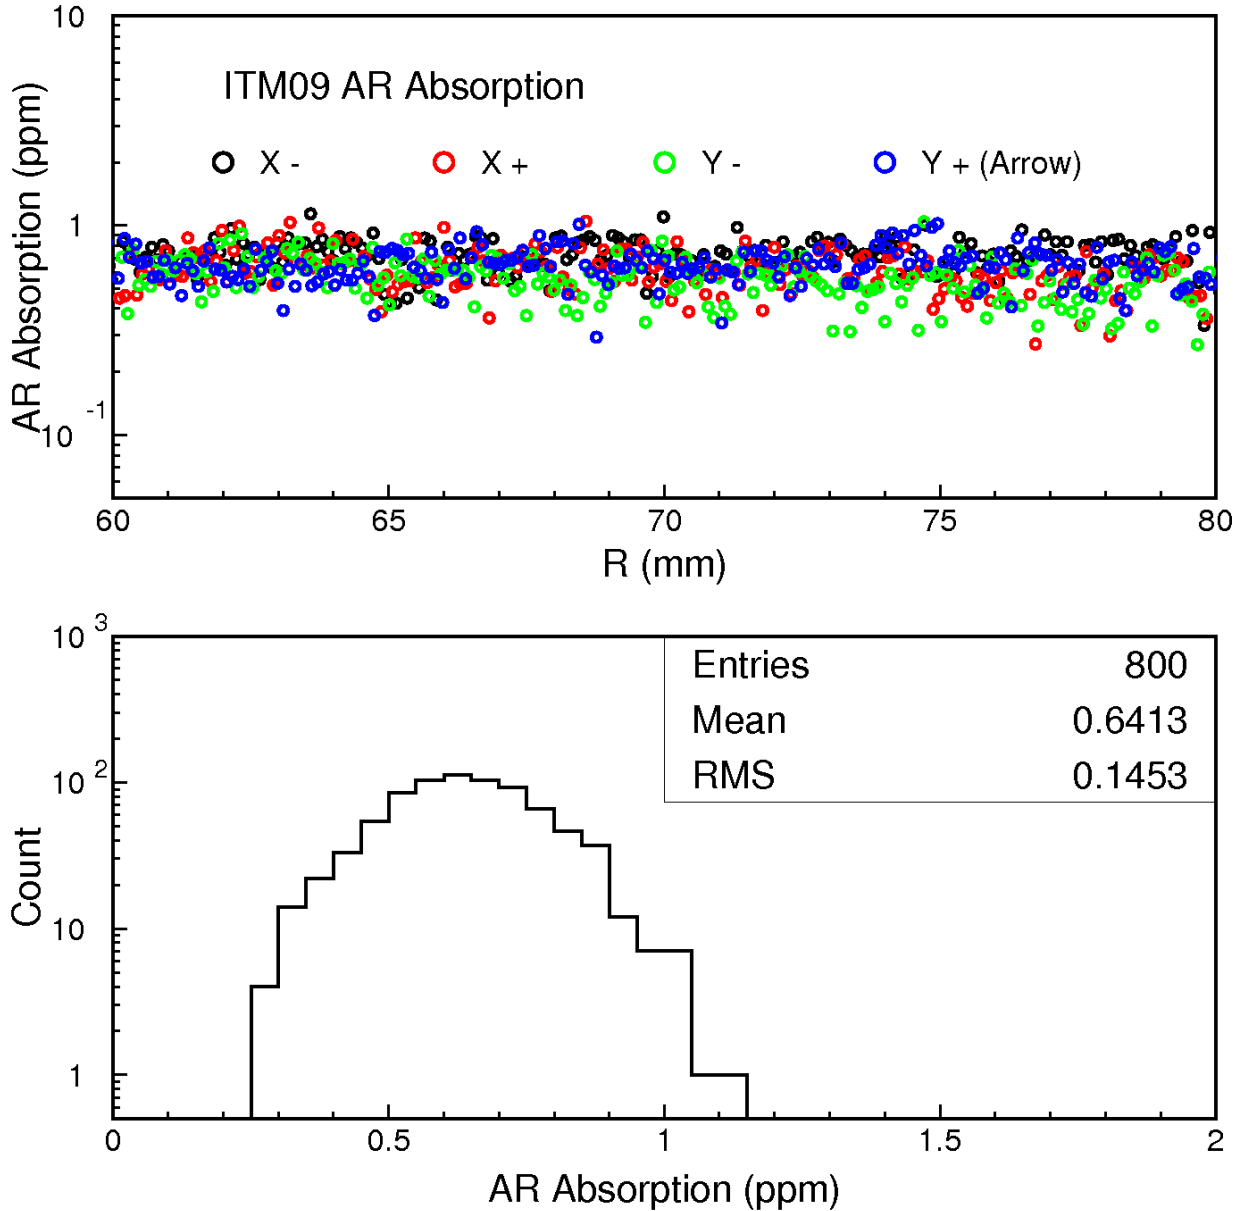 10
ITM09 AR Absorption
X - X + Y - Y + (Arrow)
1
10 -1
AR Absorption (ppm)
60 65 70 75 80
R (mm)
10 3
Entries 800
Mean 0.6413
RMS 0.1453
10 2
10
1
Count
0 0.5 1 1.5 2
AR Absorption (ppm)